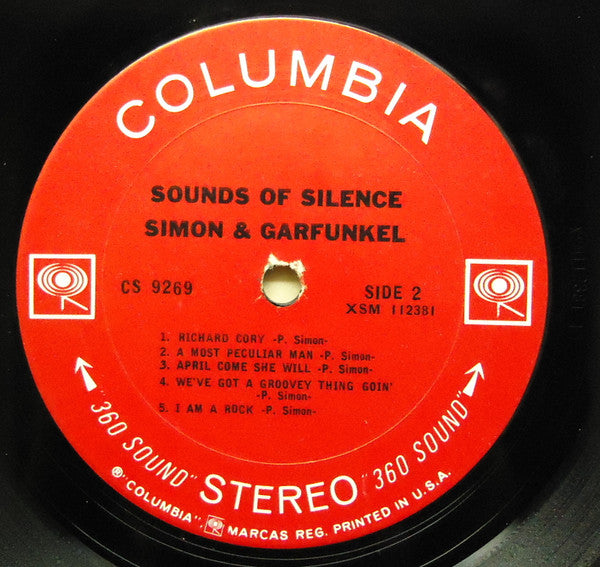 COLUMBIA
SOUNDS OF SILENCE
SIMON & GARFUNKEL
CS 9269
SIDE 2
XSM 112381
1. RICHARD CORY -P. Simon-
2. A MOST PECULIAR MAN -P. Simon-
3. APRIL COME SHE WILL -P. Simon-
4. WE'VE GOT A GROOVEY THING GOIN'
-P. Simon-
5. I AM A ROCK -P. Simon-
"360 SOUND" STEREO "360 SOUND"
® "COLUMBIA", MARCAS REG. PRINTED IN U.S.A.